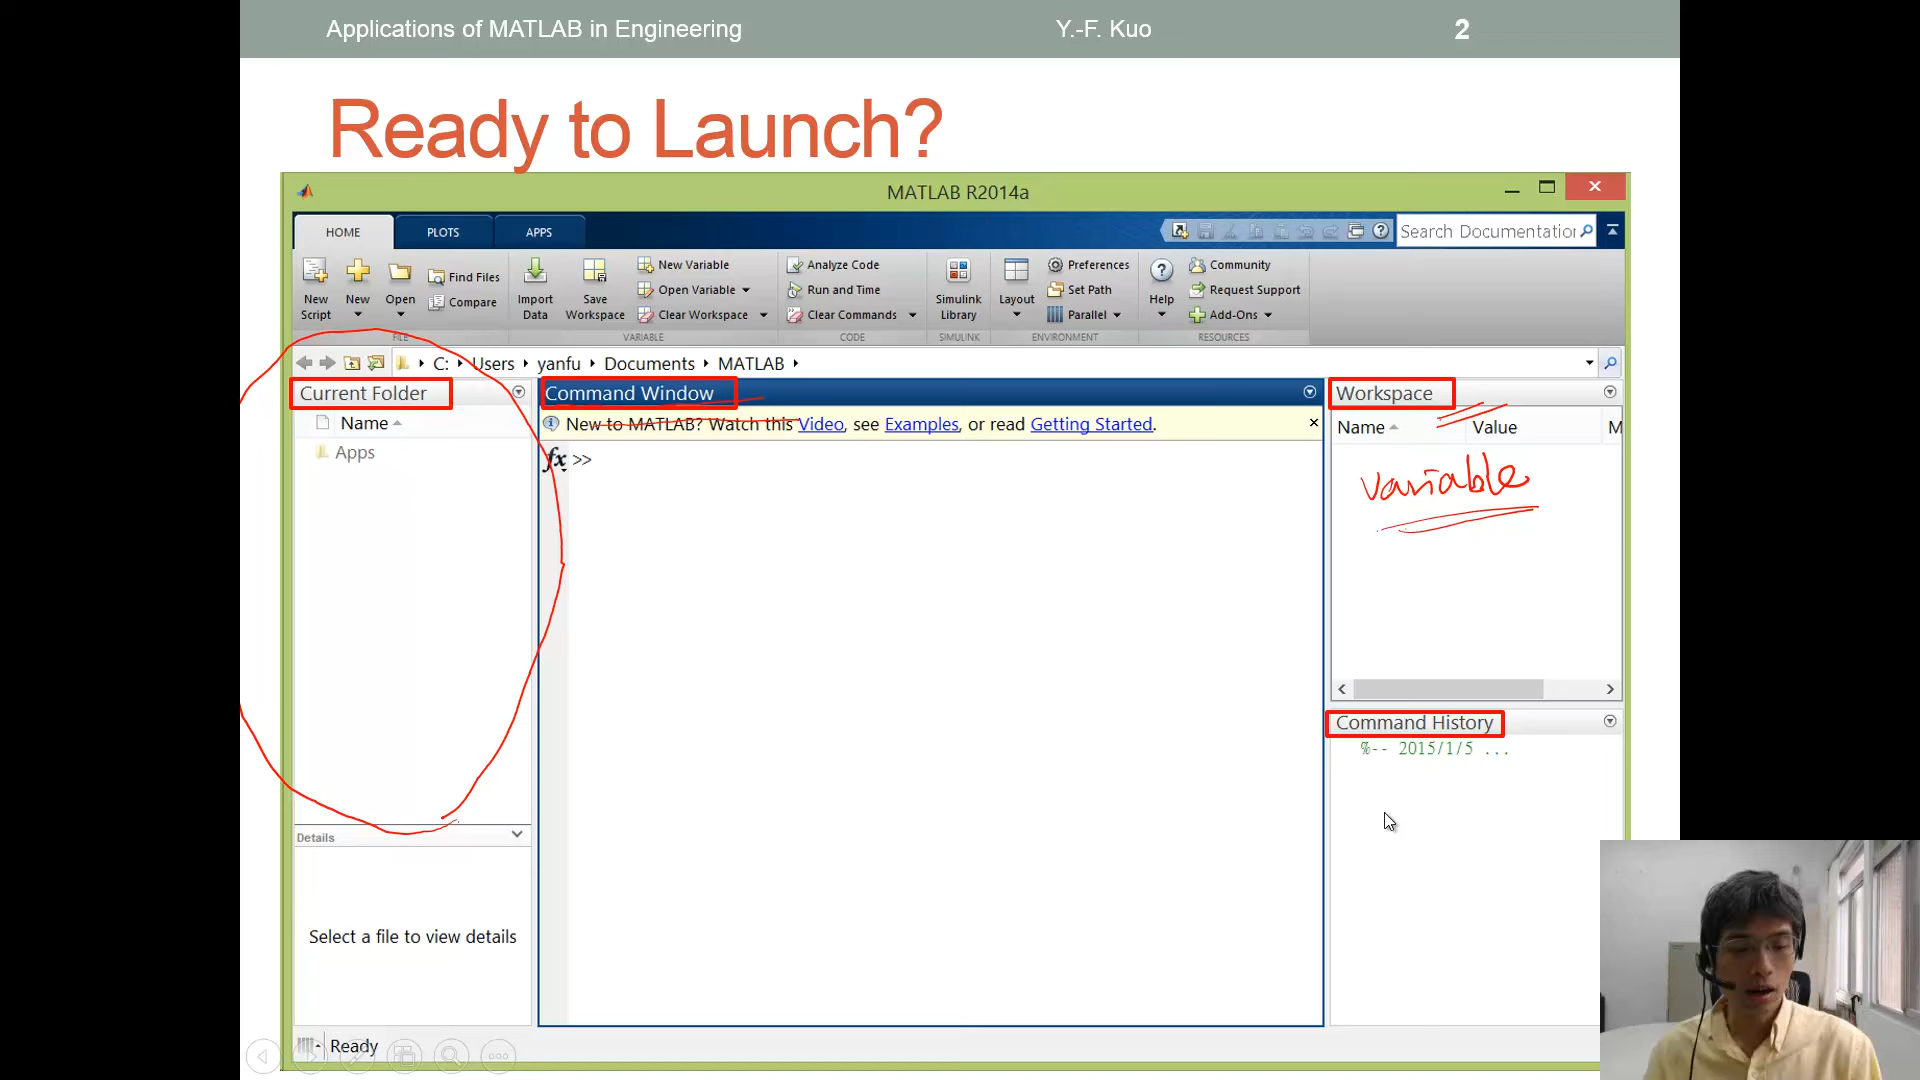 Applications of MATLAB in Engineering Y.-F. Kuo 2
Ready to Launch?
MATLAB R2014a
HOME PLOTS APPS
Search Documentation
New Script
New
Open
Find Files
Compare
FILE
Import Data
Save Workspace
New Variable
Open Variable
Clear Workspace
VARIABLE
Analyze Code
Run and Time
Clear Commands
CODE
Simulink Library
SIMULINK
Layout
Preferences
Set Path
Parallel
ENVIRONMENT
Help
Community
Request Support
Add-Ons
RESOURCES
C: Users yanfu Documents MATLAB
Current Folder
Name
Apps
Details
Select a file to view details
Command Window
New to MATLAB? Watch this Video, see Examples, or read Getting Started.
fx >>
Workspace
Name Value M
variable
Command History
%-- 2015/1/5 ...
Ready